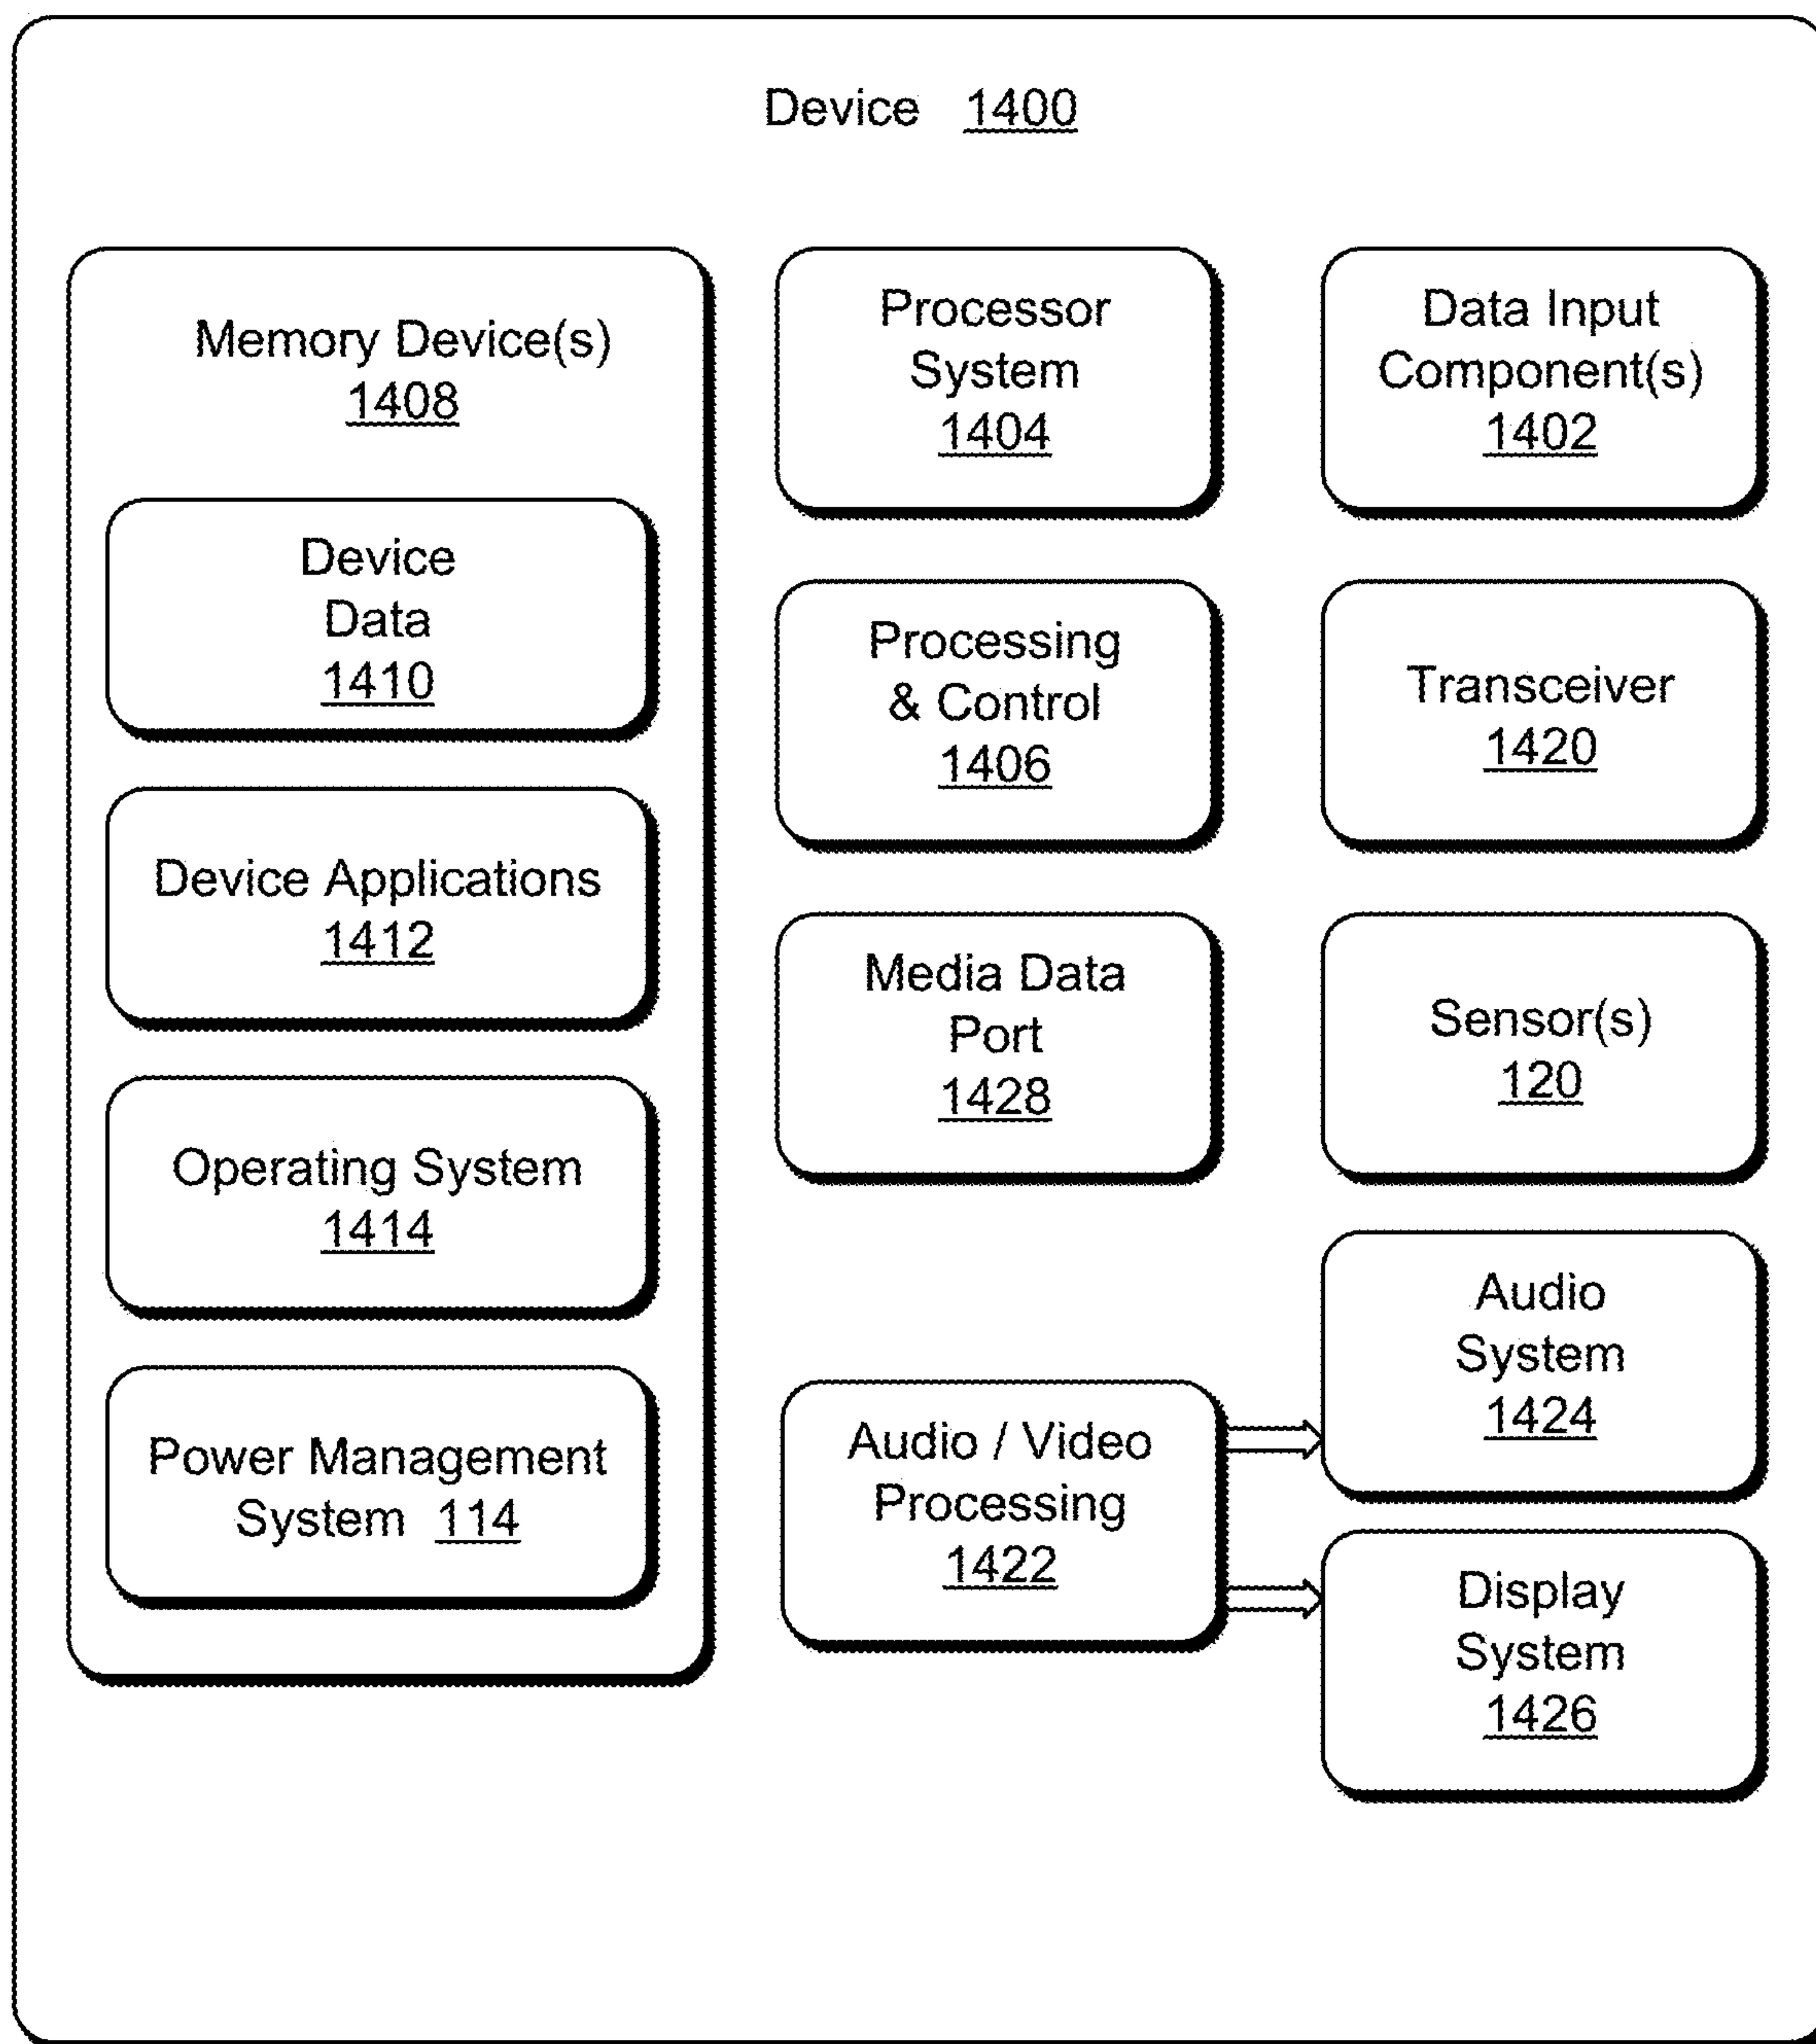 Device 1400
Memory Device(s)
1408
Device
Data
1410
Device Applications
1412
Operating System
1414
Power Management
System 114
Processor
System
1404
Processing
& Control
1406
Media Data
Port
1428
Audio / Video
Processing
1422
Data Input
Component(s)
1402
Transceiver
1420
Sensor(s)
120
Audio
System
1424
Display
System
1426